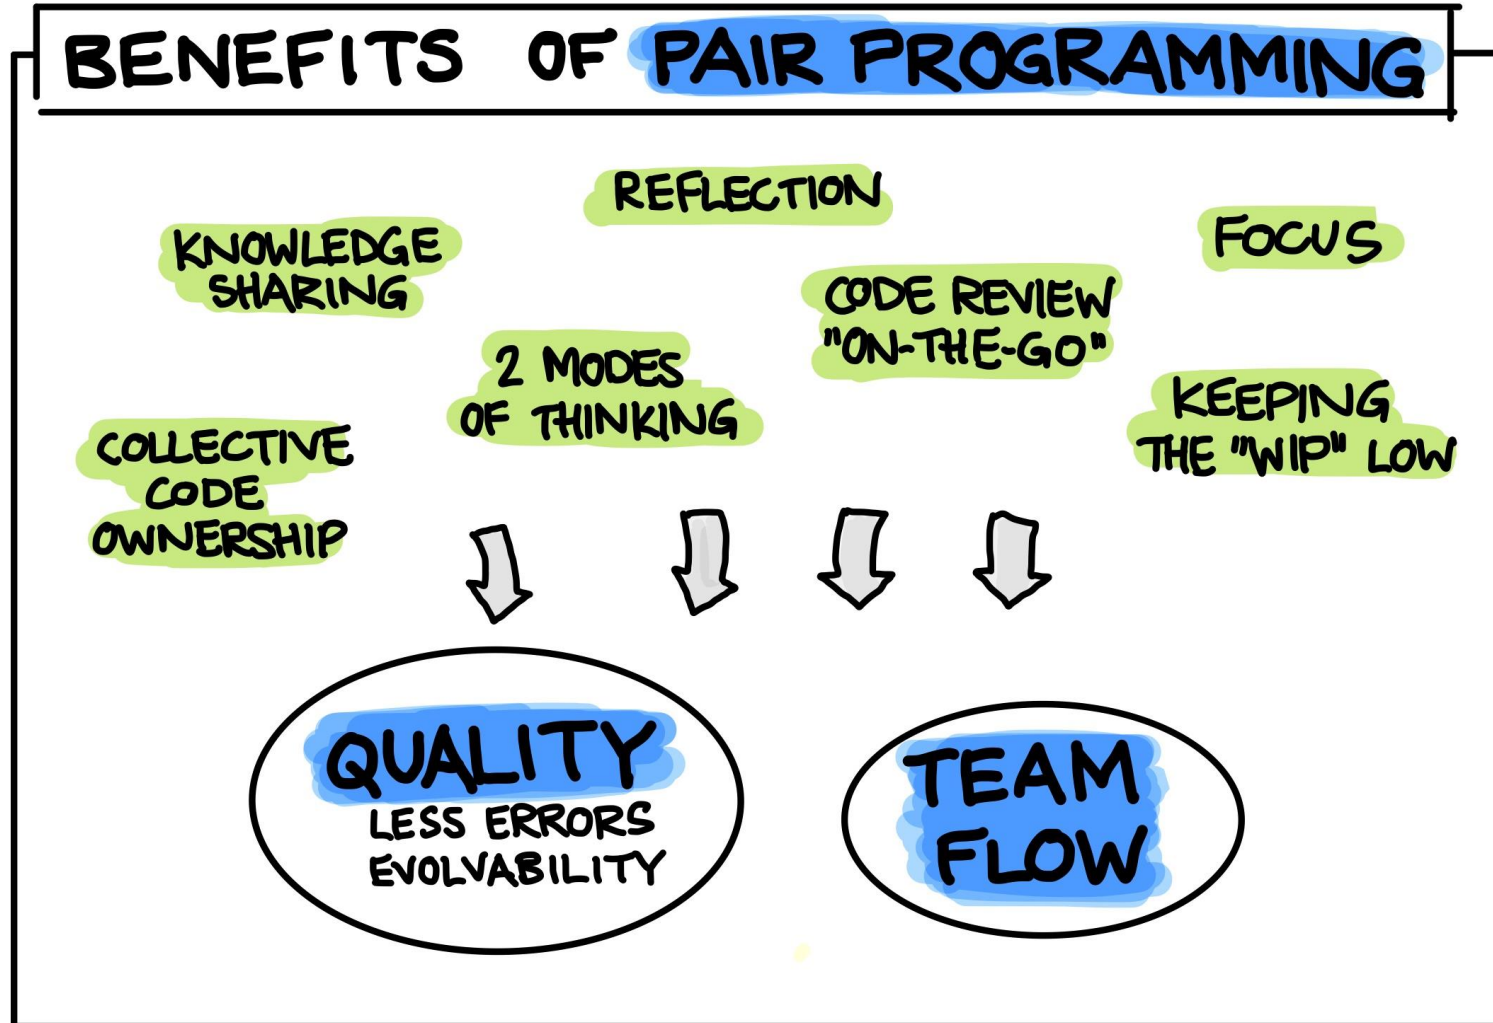 BENEFITS OF PAIR PROGRAMMING
REFLECTION
KNOWLEDGE
SHARING
FOCUS
CODE REVIEW
"ON-THE-GO"
2 MODES
OF THINKING
KEEPING
THE "WIP" LOW
COLLECTIVE
CODE
OWNERSHIP
QUALITY
LESS ERRORS
EVOLVABILITY
TEAM
FLOW